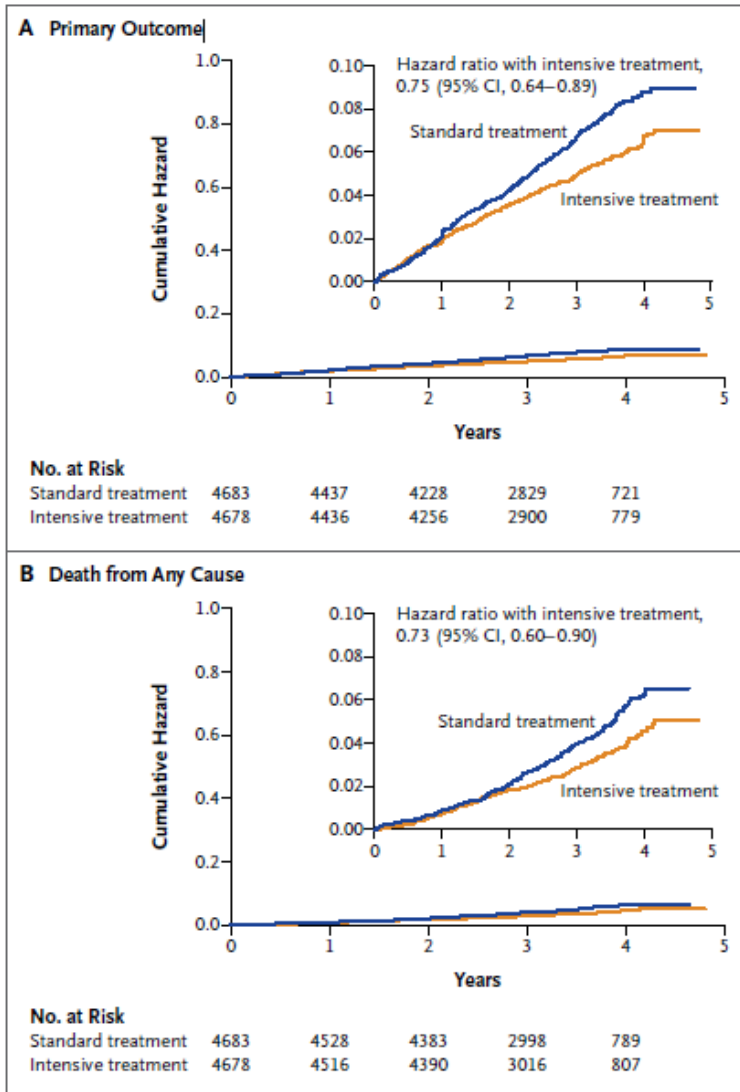 A Primary Outcome
1.0
0.8
0.6
0.4
0.2
0.0
Cumulative Hazard
0.10
0.08
0.06
0.04
0.02
0.00
Hazard ratio with intensive treatment,
0.75 (95% CI, 0.64–0.89)
Standard treatment
Intensive treatment
0 1 2 3 4 5
0 1 2 3 4 5
Years
No. at Risk
Standard treatment 4683 4437 4228 2829 721
Intensive treatment 4678 4436 4256 2900 779
B Death from Any Cause
1.0
0.8
0.6
0.4
0.2
0.0
Cumulative Hazard
0.10
0.08
0.06
0.04
0.02
0.00
Hazard ratio with intensive treatment,
0.73 (95% CI, 0.60–0.90)
Standard treatment
Intensive treatment
0 1 2 3 4 5
0 1 2 3 4 5
Years
No. at Risk
Standard treatment 4683 4528 4383 2998 789
Intensive treatment 4678 4516 4390 3016 807